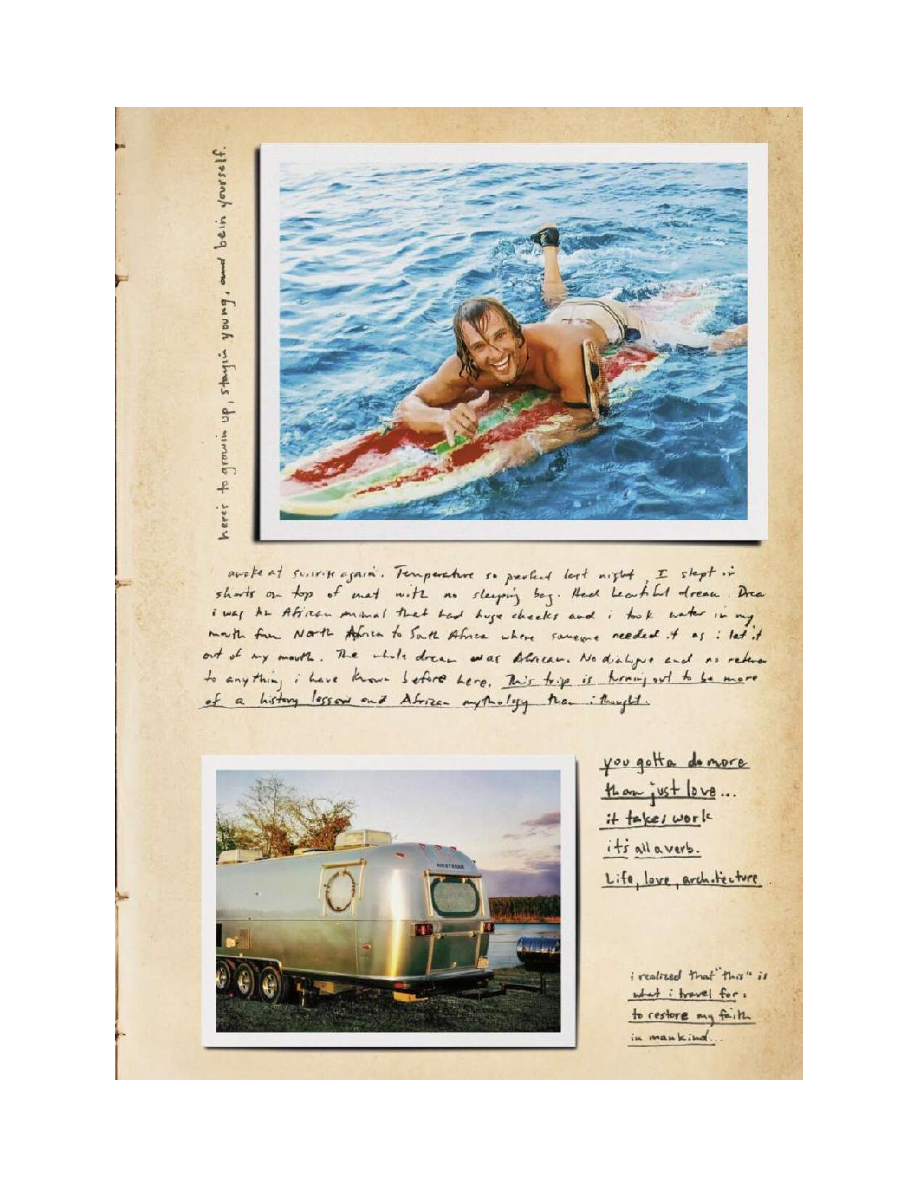 here's to growin up, stayin young, and bein yourself.
awoke at sunrise again. Temperature so perfect last night, I slept in
shorts on top of mat with no sleeping bag. Had beautiful dream.
i was an African animal that had huge cheeks and i took water in my
mouth from North Africa to South Africa where someone needed it as i let it
out of my mouth. The whole dream was African. No dialogue and no
to anything i have known before here. This trip is turning out to be more
of a history lesson and African mythology than i thought.
you gotta do more
than just love...
it takes work
it's all a verb.
Life, love, architecture
i realized that "this" is
what i travel for:
to restore my faith
in mankind...